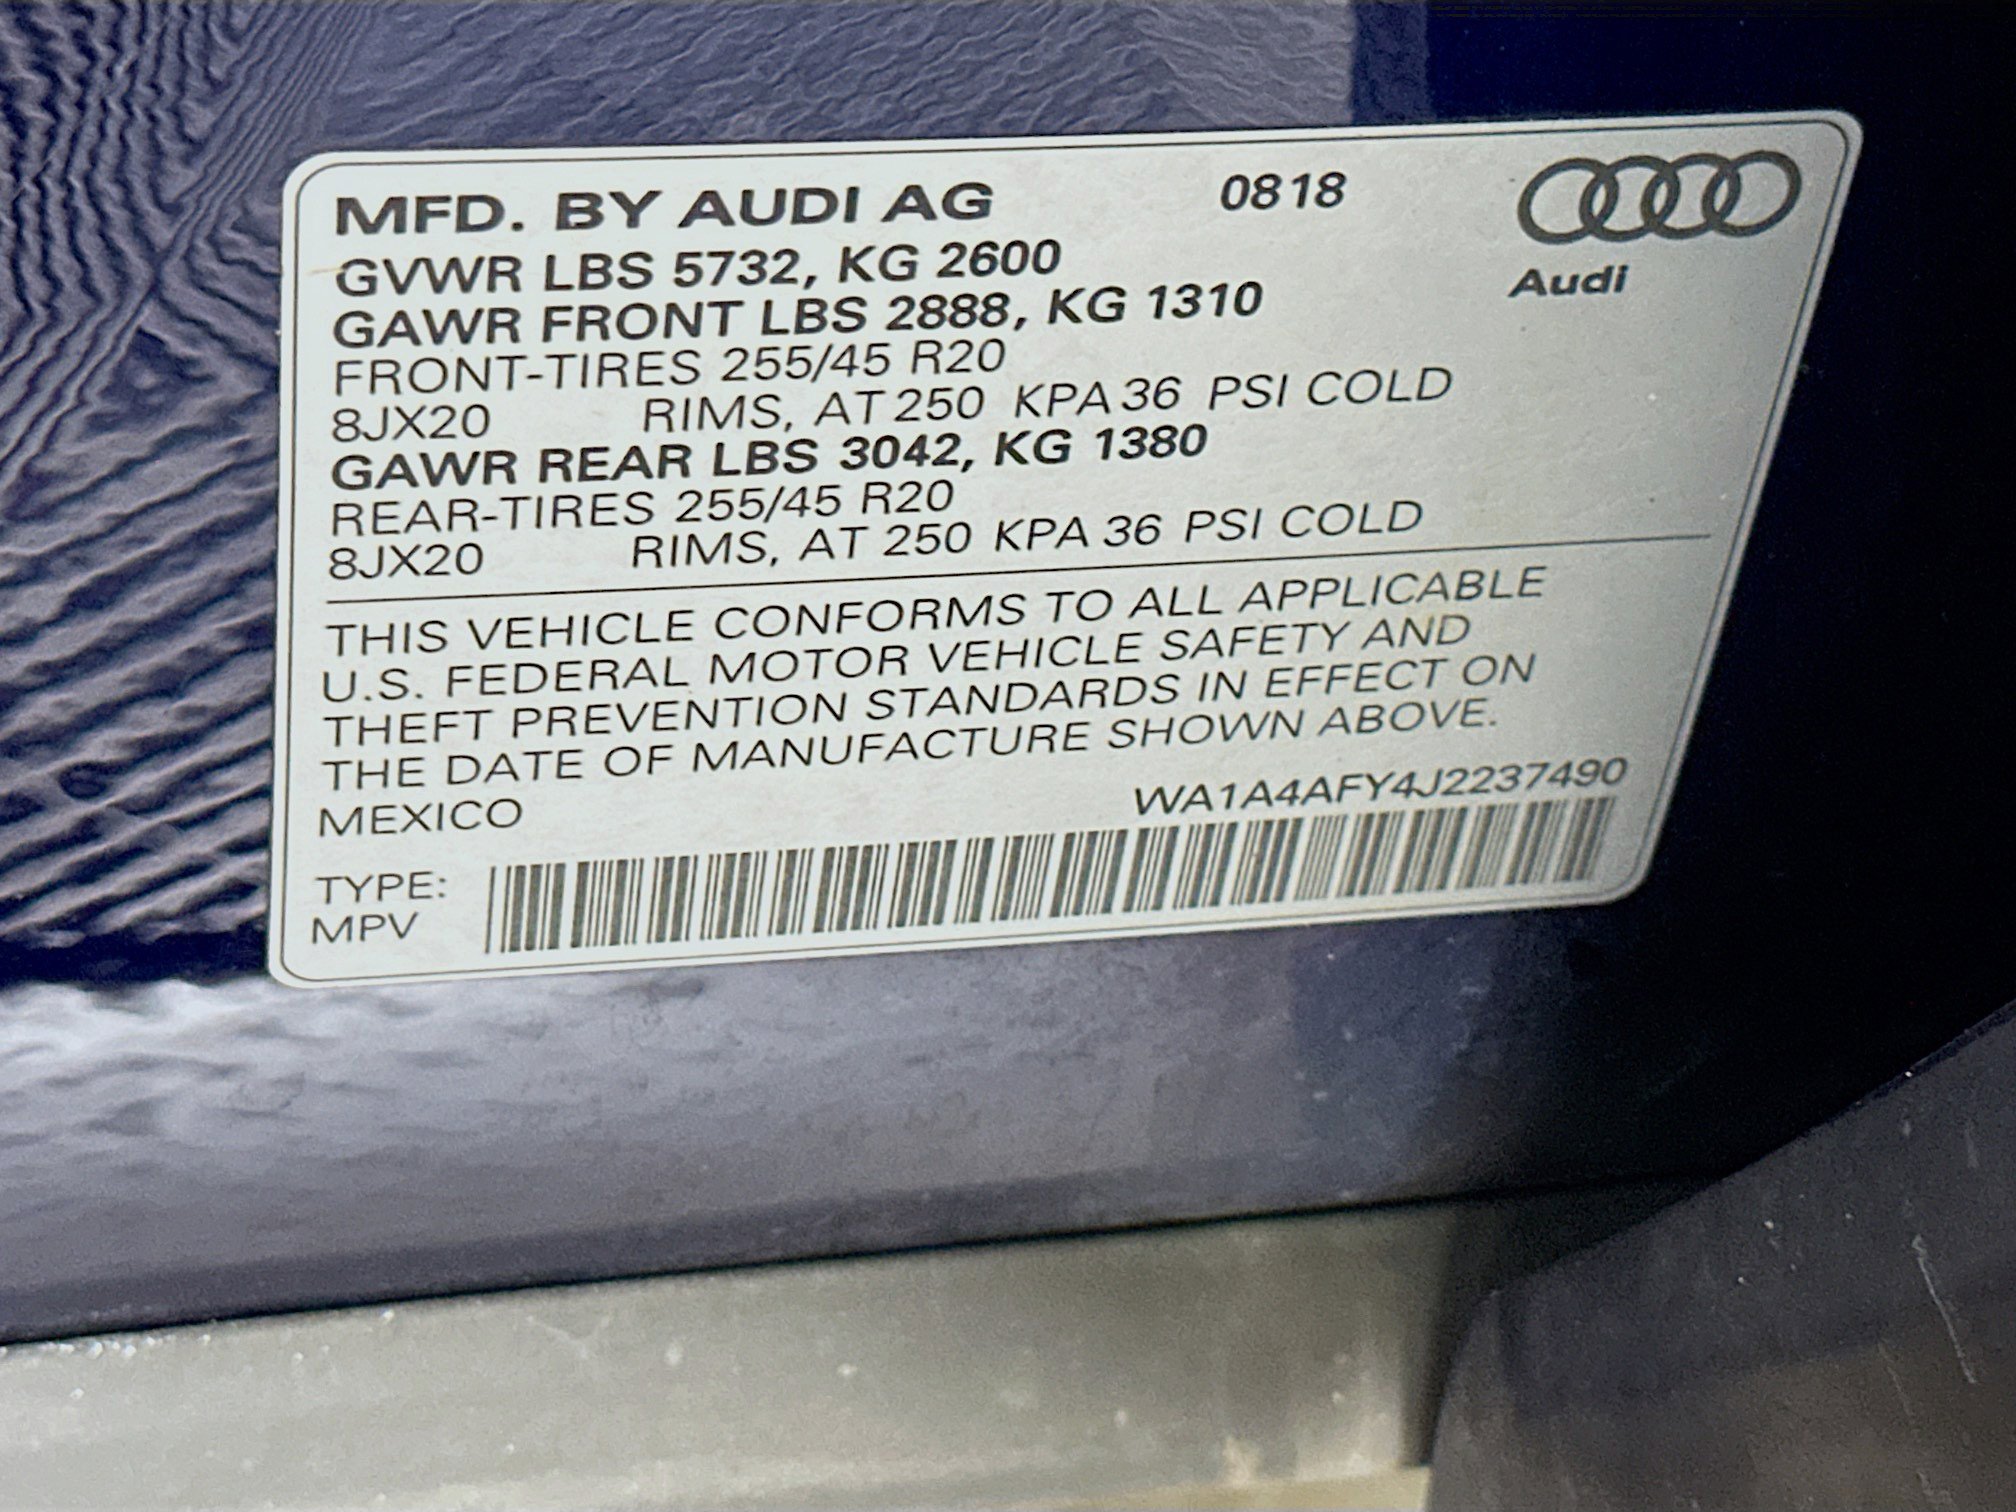 MFD. BY AUDI AG 0818
GVWR LBS 5732, KG 2600
Audi
GAWR FRONT LBS 2888, KG 1310
FRONT-TIRES 255/45 R20
8JX20 RIMS, AT 250 KPA 36 PSI COLD
GAWR REAR LBS 3042, KG 1380
REAR-TIRES 255/45 R20
8JX20 RIMS, AT 250 KPA 36 PSI COLD
THIS VEHICLE CONFORMS TO ALL APPLICABLE
U.S. FEDERAL MOTOR VEHICLE SAFETY AND
THEFT PREVENTION STANDARDS IN EFFECT ON
THE DATE OF MANUFACTURE SHOWN ABOVE.
MEXICO WA1A4AFY4J2237490
TYPE:
MPV